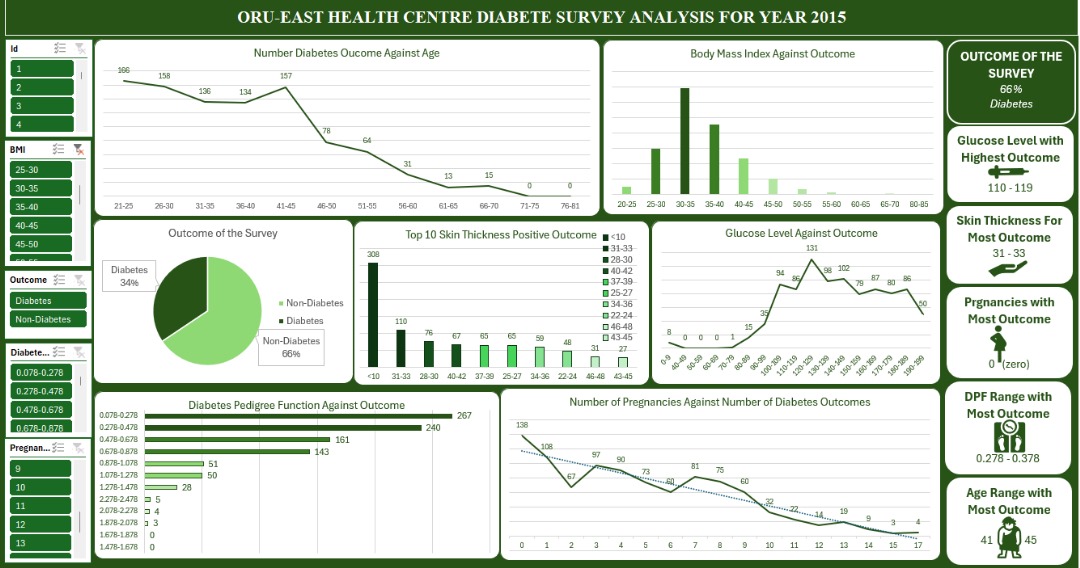 ORU-EAST HEALTH CENTRE DIABETE SURVEY ANALYSIS FOR YEAR 2015
Id
1
2
3
4
BMI
25-30
30-35
35-40
40-45
45-50
Outcome
Diabetes
Non-Diabetes
Diabete...
0.078-0.278
0.278-0.478
0.478-0.678
0.678-0.878
Pregnan...
9
10
11
12
13
Number Diabetes Oucome Against Age
166 158 136 134 157 78 64 31 13 15 0 0
21-25 26-30 31-35 36-40 41-45 46-50 51-55 56-60 61-65 66-70 71-75 76-81
Body Mass Index Against Outcome
20-25 25-30 30-35 35-40 40-45 45-50 50-55 55-60 60-65 65-70 80-85
Outcome of the Survey
Diabetes
34%
Non-Diabetes
Diabetes
Non-Diabetes
66%
Top 10 Skin Thickness Positive Outcome
308 110 76 67 65 65 59 48 31 27
<10 31-33 28-30 40-42 37-39 25-27 34-36 22-24 46-48 43-45
<10
31-33
28-30
40-42
37-39
25-27
34-36
22-24
46-48
43-45
Glucose Level Against Outcome
8 0 0 0 1 15 35 94 86 131 98 102 79 87 80 86 50
0-9 40-49 50-59 60-69 70-79 80-89 90-99 100-109 110-119 120-129 130-139 140-149 150-159 160-169 170-179 180-189 190-199
Diabetes Pedigree Function Against Outcome
0.078-0.278 267
0.278-0.478 240
0.478-0.678 161
0.678-0.878 143
0.878-1.078 51
1.078-1.278 50
1.278-1.478 28
2.278-2.478 5
2.078-2.278 4
1.878-2.078 3
1.678-1.878 0
1.478-1.678 0
Number of Pregnancies Against Number of Diabetes Outcomes
138 108 67 97 90 73 60 81 75 60 32 22 14 19 9 3 4
0 1 2 3 4 5 6 7 8 9 10 11 12 13 14 15 17
OUTCOME OF THE
SURVEY
66%
Diabetes
Glucose Level with
Highest Outcome
110 - 119
Skin Thickness For
Most Outcome
31 - 33
Prgnancies with
Most Outcome
0 (zero)
DPF Range with
Most Outcome
0.278 - 0.378
Age Range with
Most Outcome
41 45